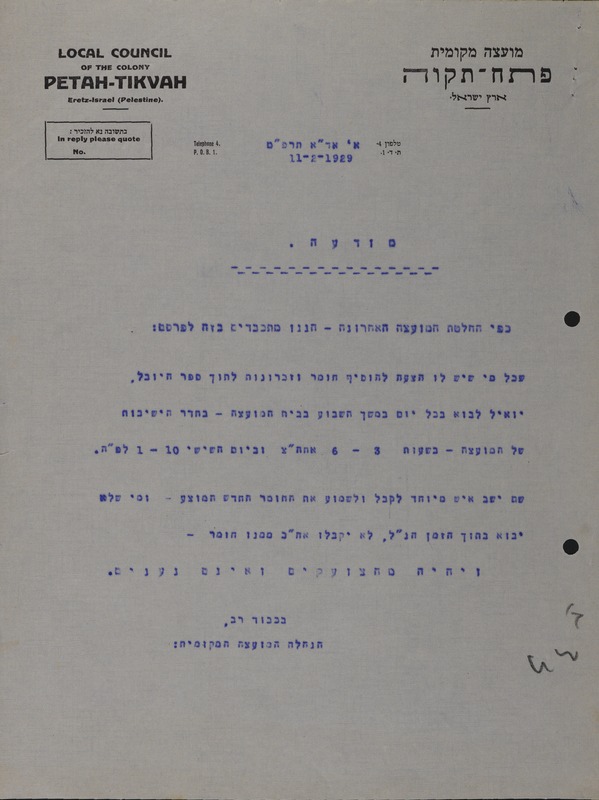 LOCAL COUNCIL
OF THE COLONY
PETAH-TIKVAH
Eretz-Israel (Palestine).
מועצה מקומית
פתח-תקוה
ארץ ישראל
בתשובה נא להזכיר :
In reply please quote
No.
Telephone 4.
P. O. B. 1.
טלפון 4-
ת. ד. 1-
א' אד"א תרפ"ט
11-2-1929
מ ו ד ע ה .
כפי החלטת המועצה האחרונה - הננו מתכבדים בזה לפרסם:
שכל מי שיש לו הצעה להוסיף חומר וזכרונות לתוך ספר היובל,
יואיל לבוא בכל יום במשך השבוע בבית המועצה - בחדר הישיבות
של המועצה - בשעות 3 - 6 אחה"צ וביום הששי 10 - 1 לפ"ה.
שם ישב איש מיוחד לקבל ולשמוע את החומר החדש המוצע - ומי שלא
יבוא בתוך הזמן הנ"ל, לא יקבלו אח"כ ממנו חומר -
ו י ה י ה מ ה צ ו ע ק י ם ו א י נ ם נ ע נ י ם.
בכבוד רב,
הנהלת המועצה המקומית: